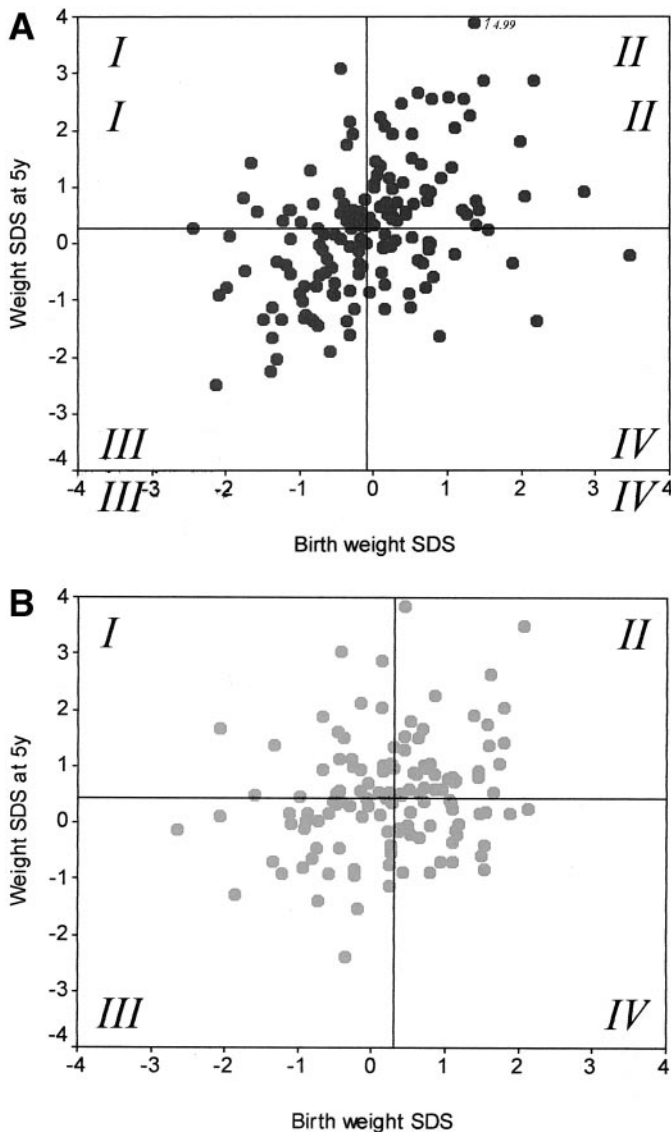 A
4
I
II
↑ 4.99
3
I
II
2
1
0
-1
-2
-3
III
IV
-4
-4 -3 -2 -1 0 1 2 3 4
III
IV
Weight SDS at 5y
Birth weight SDS
B
4
I
II
3
2
1
0
-1
-2
-3
III
IV
-4
-4 -3 -2 -1 0 1 2 3 4
Weight SDS at 5y
Birth weight SDS